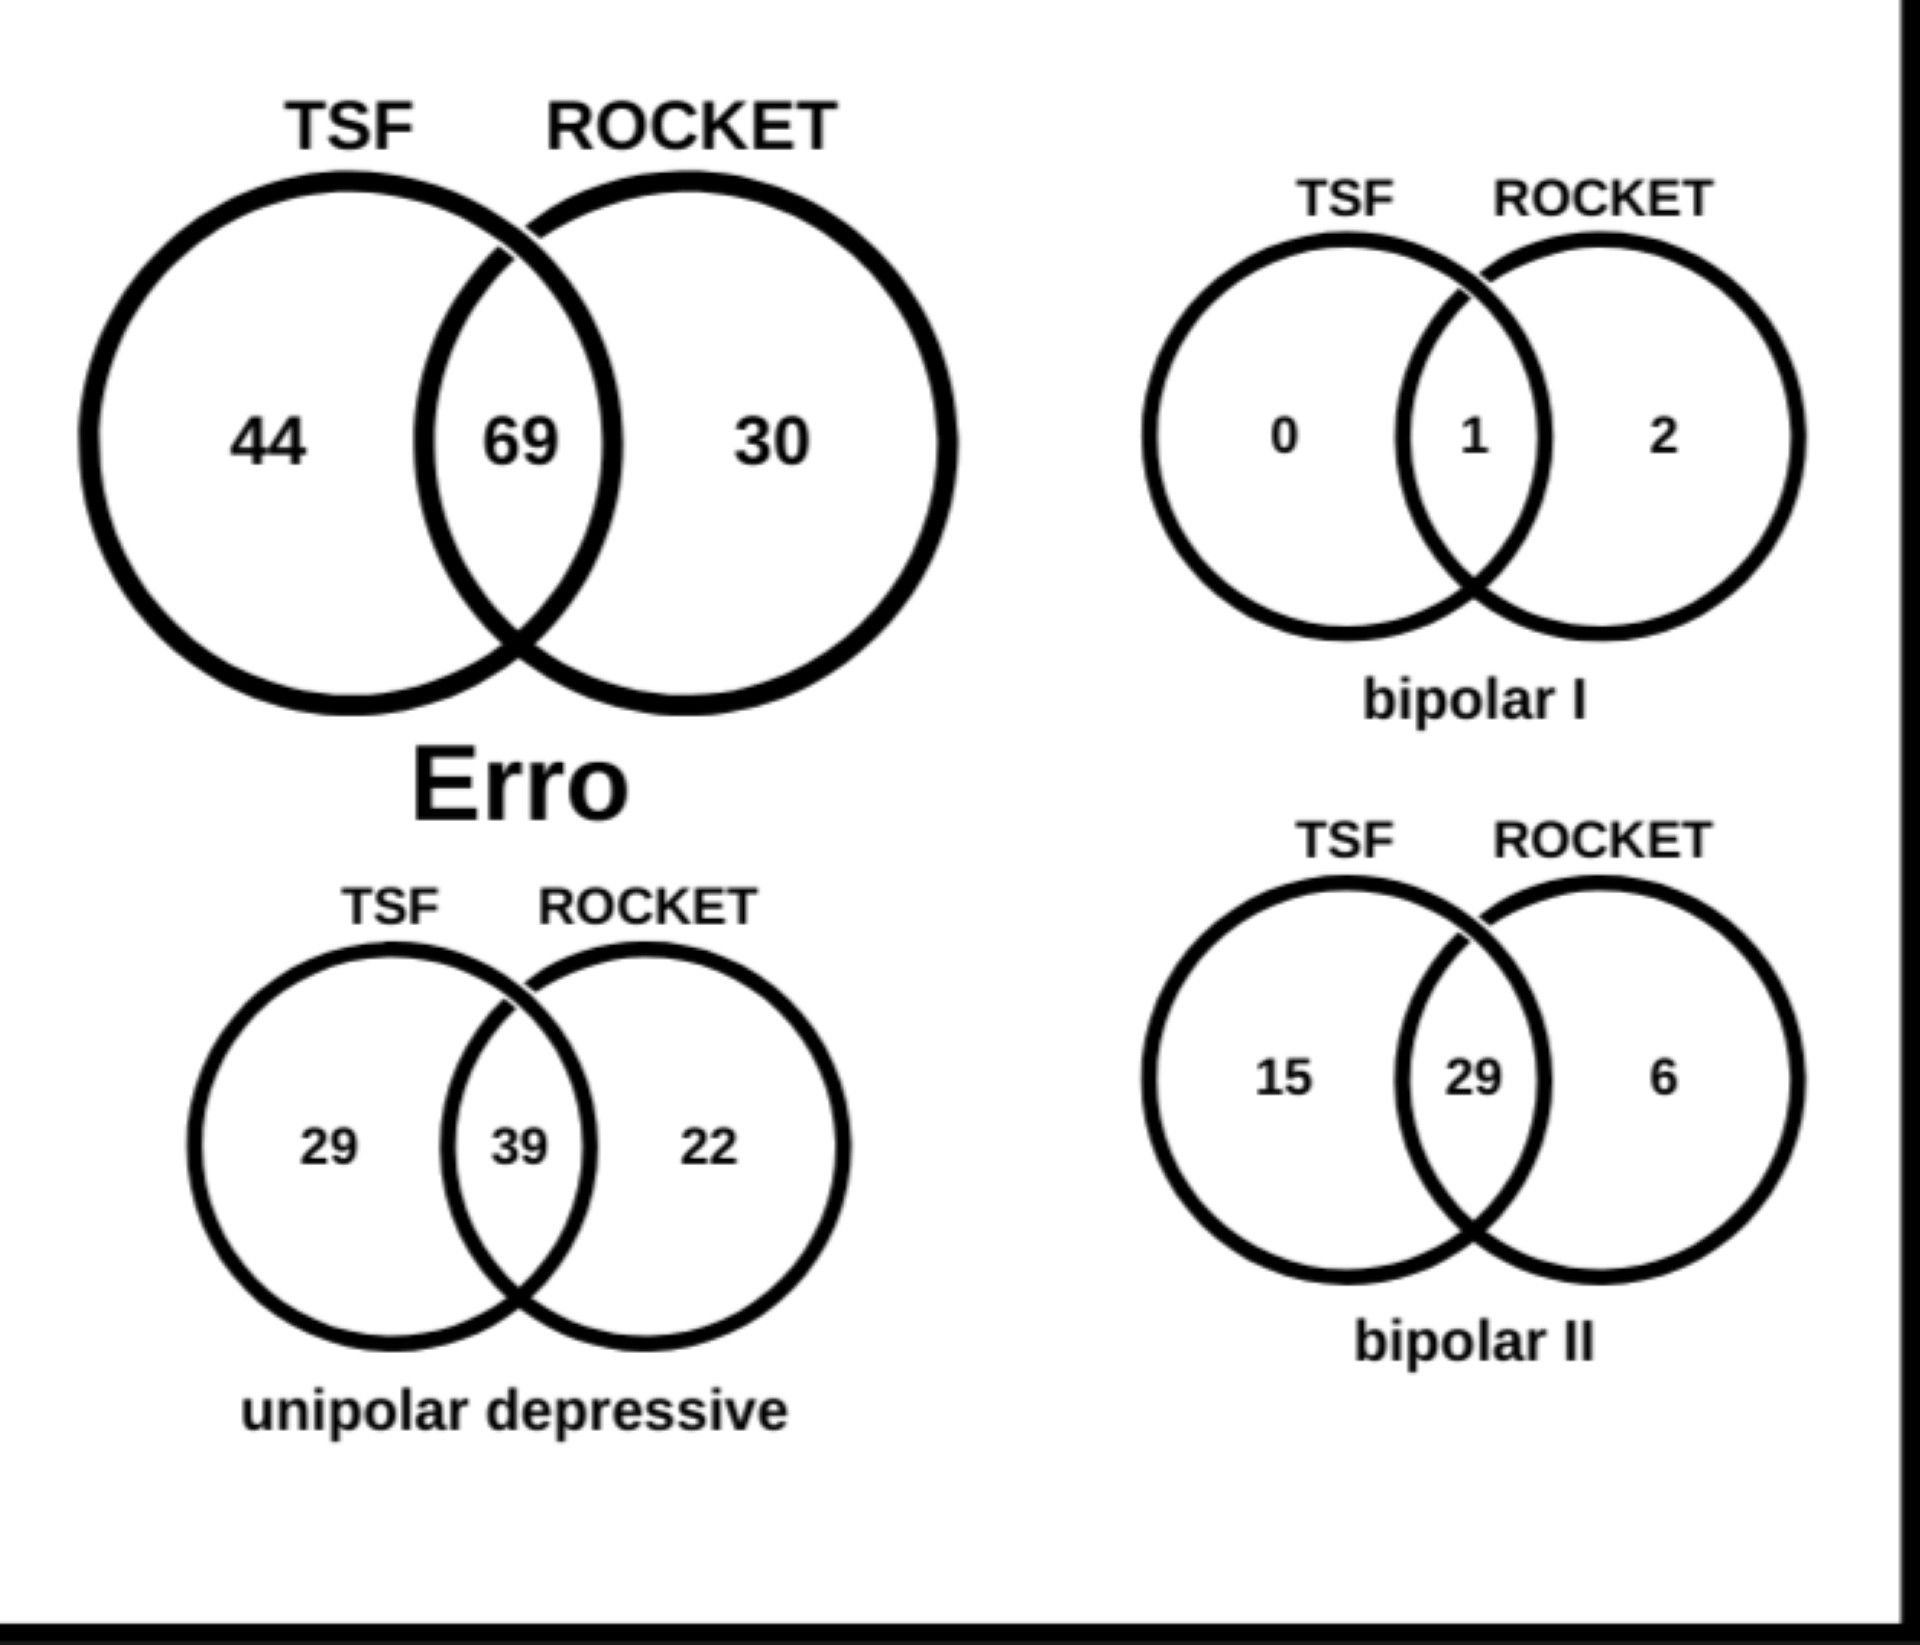 TSF ROCKET
44 69 30
Erro
TSF ROCKET
0 1 2
bipolar I
TSF ROCKET
29 39 22
unipolar depressive
TSF ROCKET
15 29 6
bipolar II